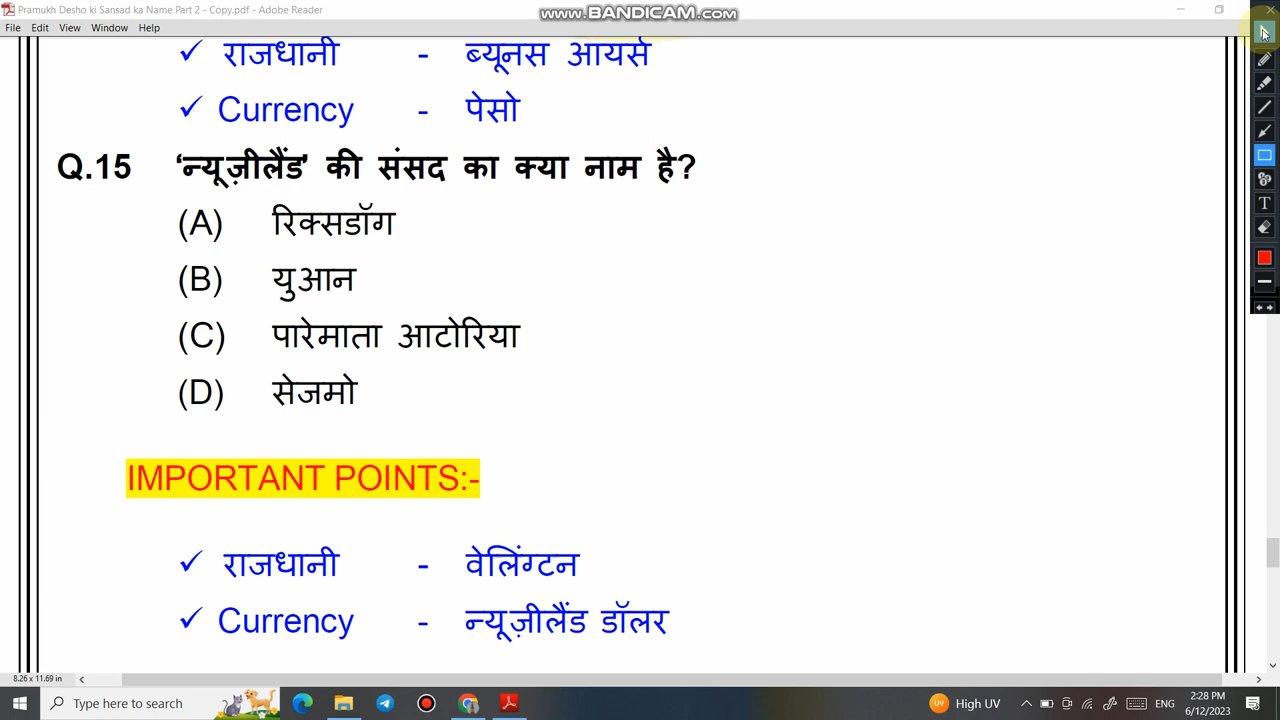 Pramukh Desho ki Sansad ka Name Part 2 - Copy.pdf - Adobe Reader
www.BANDICAM.com
File Edit View Window Help
✓ राजधानी - ब्यूनस आयर्स
✓ Currency - पेसो
Q.15 ‘न्यूज़ीलैंड’ की संसद का क्या नाम है?
(A) रिक्सडॉग
(B) युआन
(C) पारेमाता आटोरिया
(D) सेजमो
IMPORTANT POINTS:-
✓ राजधानी - वेलिंग्टन
✓ Currency - न्यूज़ीलैंड डॉलर
8.26 x 11.69 in
Type here to search
UV High UV
ENG
2:28 PM
6/12/2023